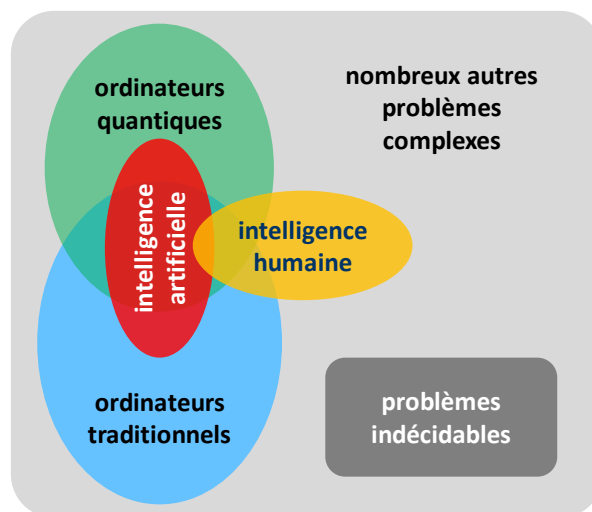 ordinateurs
quantiques
nombreux autres
problèmes
complexes
intelligence
artificielle
intelligence
humaine
ordinateurs
traditionnels
problèmes
indécidables